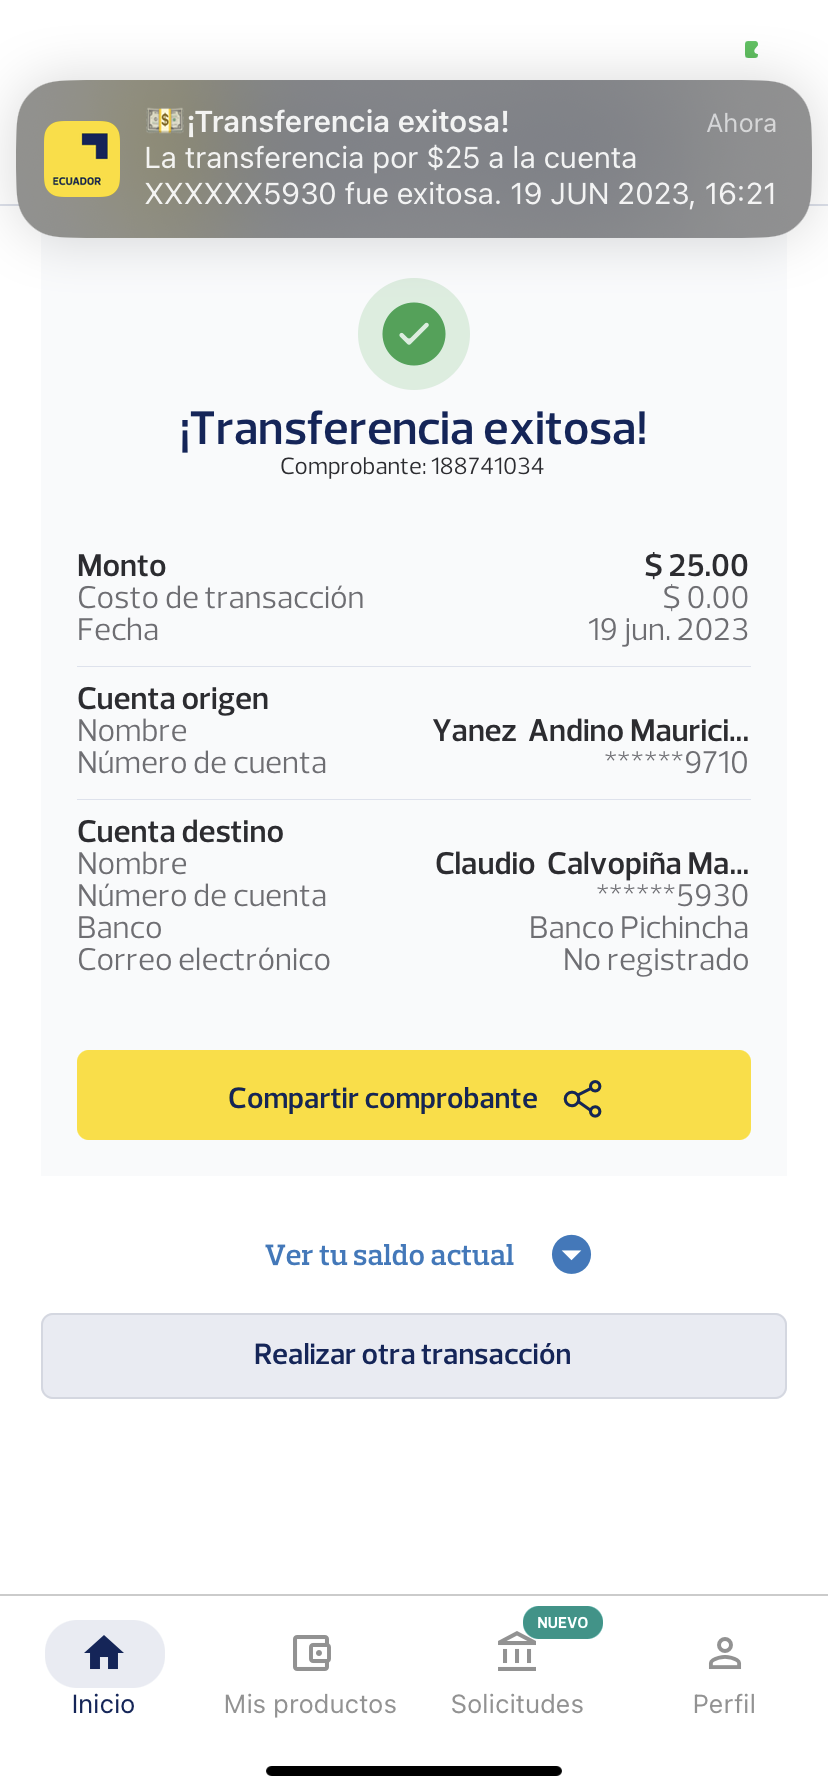 💵¡Transferencia exitosa! Ahora
La transferencia por $25 a la cuenta
XXXXXX5930 fue exitosa. 19 JUN 2023, 16:21
ECUADOR
¡Transferencia exitosa!
Comprobante: 188741034
Monto $ 25.00
Costo de transacción $ 0.00
Fecha 19 jun. 2023
Cuenta origen
Nombre Yanez Andino Maurici...
Número de cuenta ******9710
Cuenta destino
Nombre Claudio Calvopiña Ma...
Número de cuenta ******5930
Banco Banco Pichincha
Correo electrónico No registrado
Compartir comprobante
Ver tu saldo actual
Realizar otra transacción
NUEVO
Inicio Mis productos Solicitudes Perfil